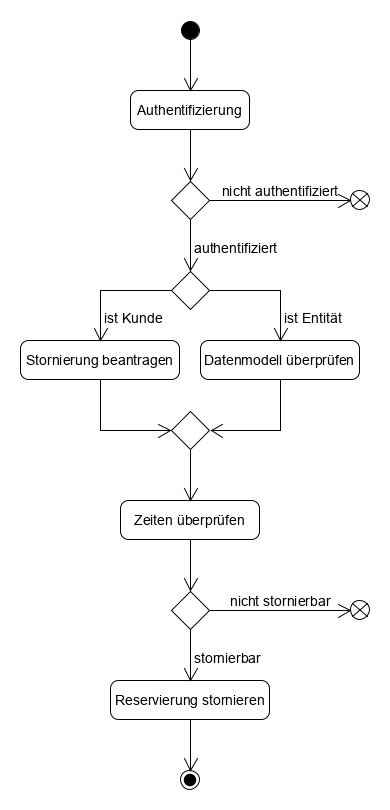 Authentifizierung
nicht authentifiziert
authentifiziert
ist Kunde
ist Entität
Stornierung beantragen
Datenmodell überprüfen
Zeiten überprüfen
nicht stornierbar
stornierbar
Reservierung stornieren